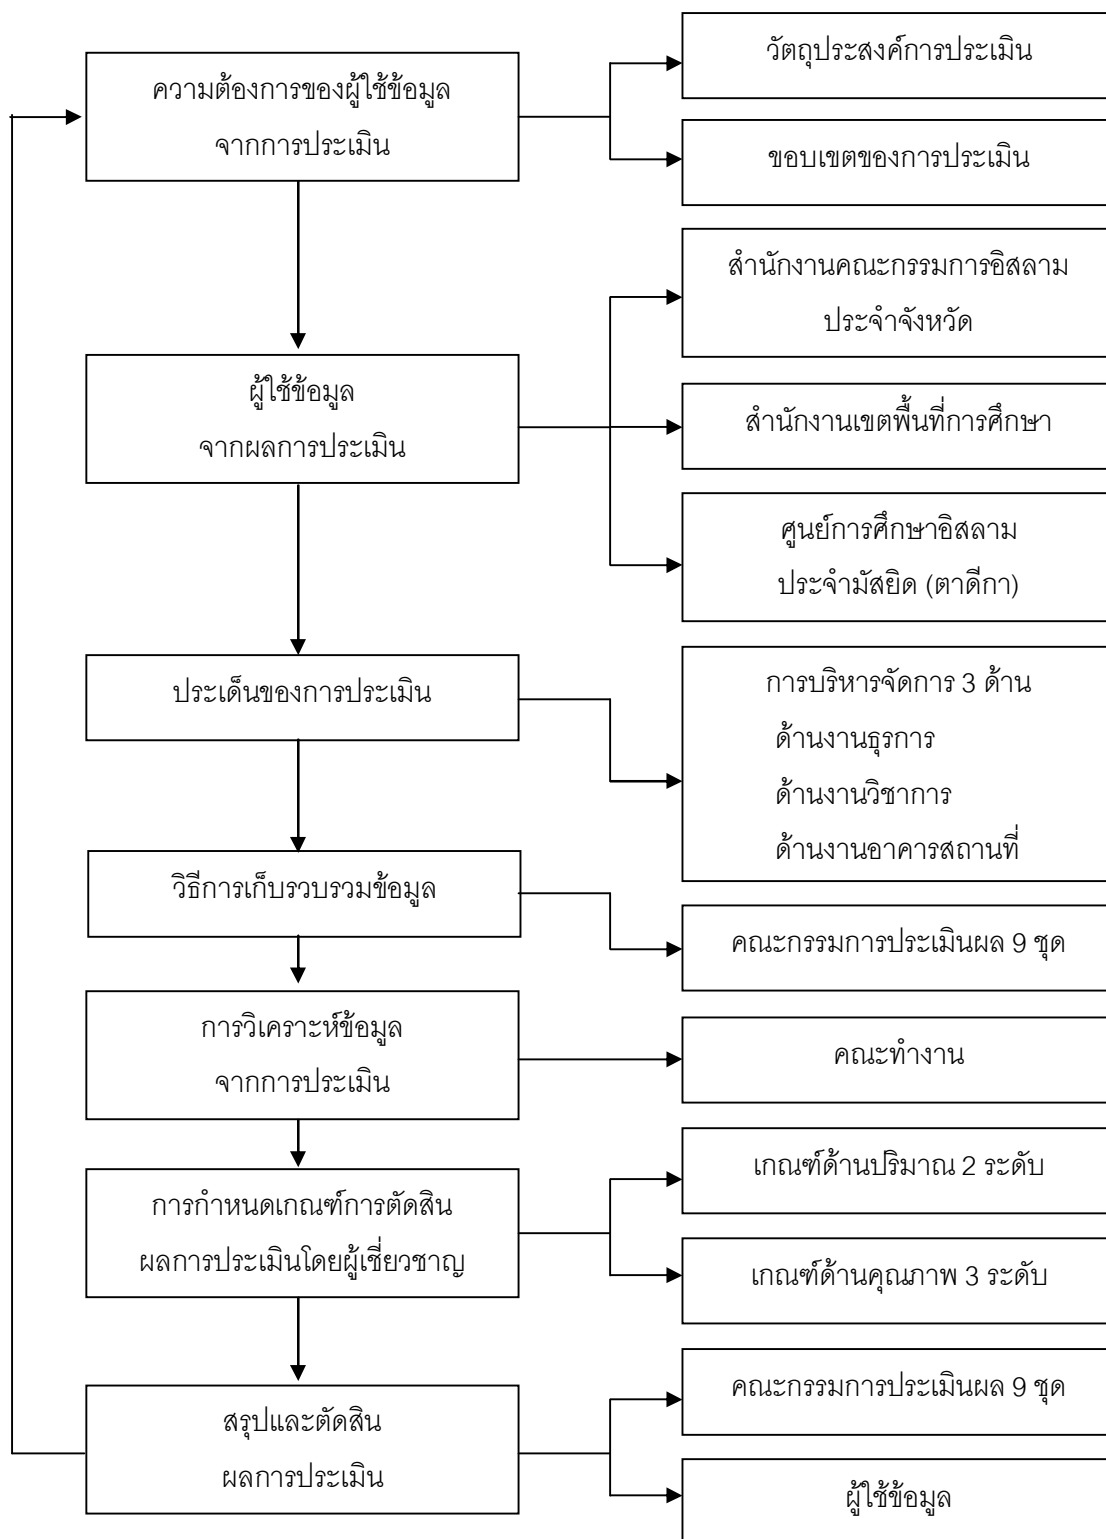 ความต้องการของผู้ใช้ข้อมูล
จากการประเมิน
วัตถุประสงค์การประเมิน
ขอบเขตของการประเมิน
ผู้ใช้ข้อมูล
จากผลการประเมิน
สำนักงานคณะกรรมการอิสลาม
ประจำจังหวัด
สำนักงานเขตพื้นที่การศึกษา
ศูนย์การศึกษาอิสลาม
ประจำมัสยิด (ตาดีกา)
ประเด็นของการประเมิน
การบริหารจัดการ 3 ด้าน
ด้านงานธุรการ
ด้านงานวิชาการ
ด้านงานอาคารสถานที่
วิธีการเก็บรวบรวมข้อมูล
คณะกรรมการประเมินผล 9 ชุด
การวิเคราะห์ข้อมูล
จากการประเมิน
คณะทำงาน
การกำหนดเกณฑ์การตัดสิน
ผลการประเมินโดยผู้เชี่ยวชาญ
เกณฑ์ด้านปริมาณ 2 ระดับ
เกณฑ์ด้านคุณภาพ 3 ระดับ
สรุปและตัดสิน
ผลการประเมิน
คณะกรรมการประเมินผล 9 ชุด
ผู้ใช้ข้อมูล